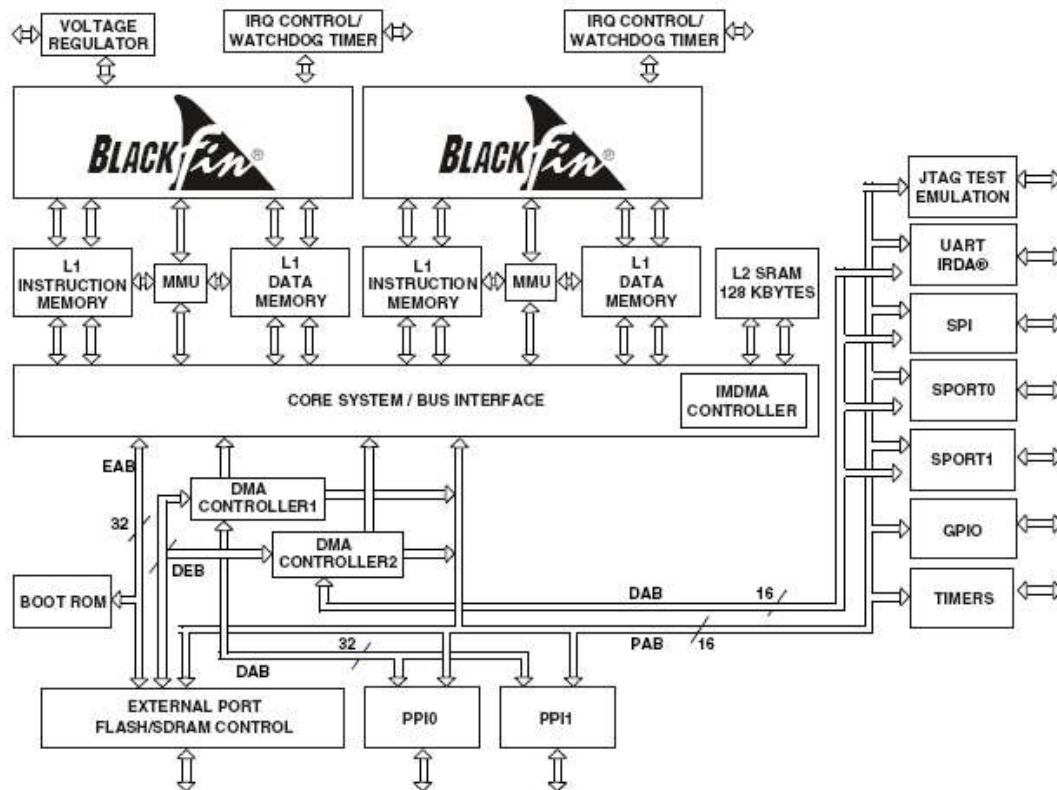 VOLTAGE
REGULATOR
IRQ CONTROL/
WATCHDOG TIMER
IRQ CONTROL/
WATCHDOG TIMER
BLACKfin®
BLACKfin®
L1
INSTRUCTION
MEMORY
MMU
L1
DATA
MEMORY
L1
INSTRUCTION
MEMORY
MMU
L1
DATA
MEMORY
L2 SRAM
128 KBYTES
JTAG TEST
EMULATION
UART
IRDA®
SPI
SPORT0
SPORT1
GPIO
TIMERS
CORE SYSTEM / BUS INTERFACE
IMDMA
CONTROLLER
EAB
32
DMA
CONTROLLER1
DEB
DMA
CONTROLLER2
BOOT ROM
DAB
16
32
DAB
PAB
16
EXTERNAL PORT
FLASH/SDRAM CONTROL
PPI0
PPI1